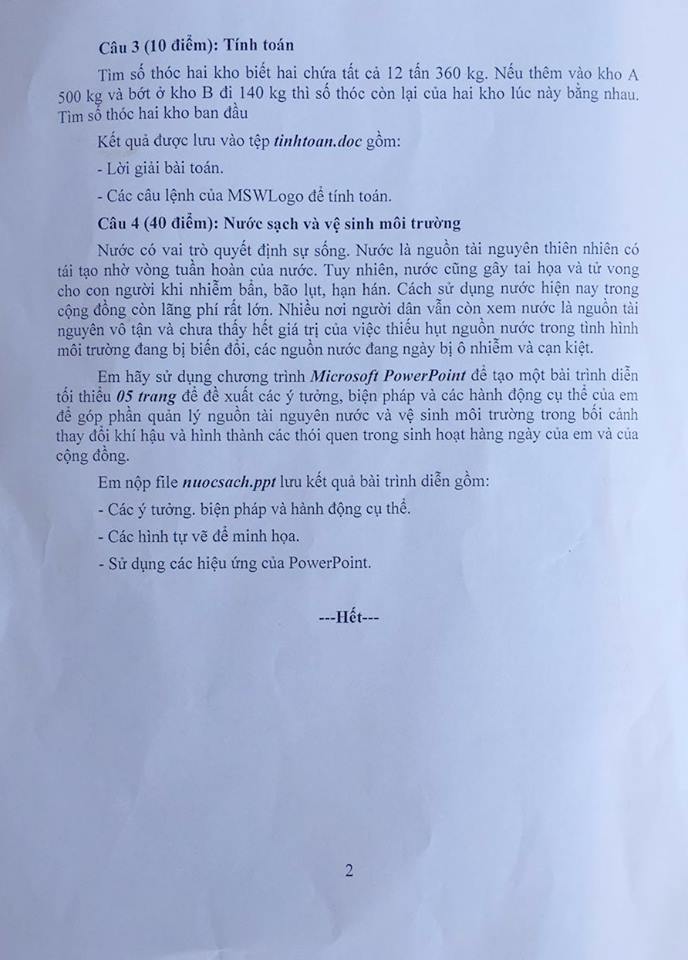 Câu 3 (10 điểm): Tính toán
Tìm số thóc hai kho biết hai chứa tất cả 12 tấn 360 kg. Nếu thêm vào kho A
500 kg và bớt ở kho B đi 140 kg thì số thóc còn lại của hai kho lúc này bằng nhau.
Tìm số thóc hai kho ban đầu
Kết quả được lưu vào tệp tinhtoan.doc gồm:
- Lời giải bài toán.
- Các câu lệnh của MSWLogo để tính toán.
Câu 4 (40 điểm): Nước sạch và vệ sinh môi trường
Nước có vai trò quyết định sự sống. Nước là nguồn tài nguyên thiên nhiên có
tái tạo nhờ vòng tuần hoàn của nước. Tuy nhiên, nước cũng gây tai họa và tử vong
cho con người khi nhiễm bẩn, bão lụt, hạn hán. Cách sử dụng nước hiện nay trong
cộng đồng còn lãng phí rất lớn. Nhiều nơi người dân vẫn còn xem nước là nguồn tài
nguyên vô tận và chưa thấy hết giá trị của việc thiếu hụt nguồn nước trong tình hình
môi trường đang bị biến đổi, các nguồn nước đang ngày bị ô nhiễm và cạn kiệt.
Em hãy sử dụng chương trình Microsoft PowerPoint để tạo một bài trình diễn
tối thiểu 05 trang để đề xuất các ý tưởng, biện pháp và các hành động cụ thể của em
để góp phần quản lý nguồn tài nguyên nước và vệ sinh môi trường trong bối cảnh
thay đổi khí hậu và hình thành các thói quen trong sinh hoạt hàng ngày của em và của
cộng đồng.
Em nộp file nuocsach.ppt lưu kết quả bài trình diễn gồm:
- Các ý tưởng. biện pháp và hành động cụ thể.
- Các hình tự vẽ để minh họa.
- Sử dụng các hiệu ứng của PowerPoint.
---Hết---
2